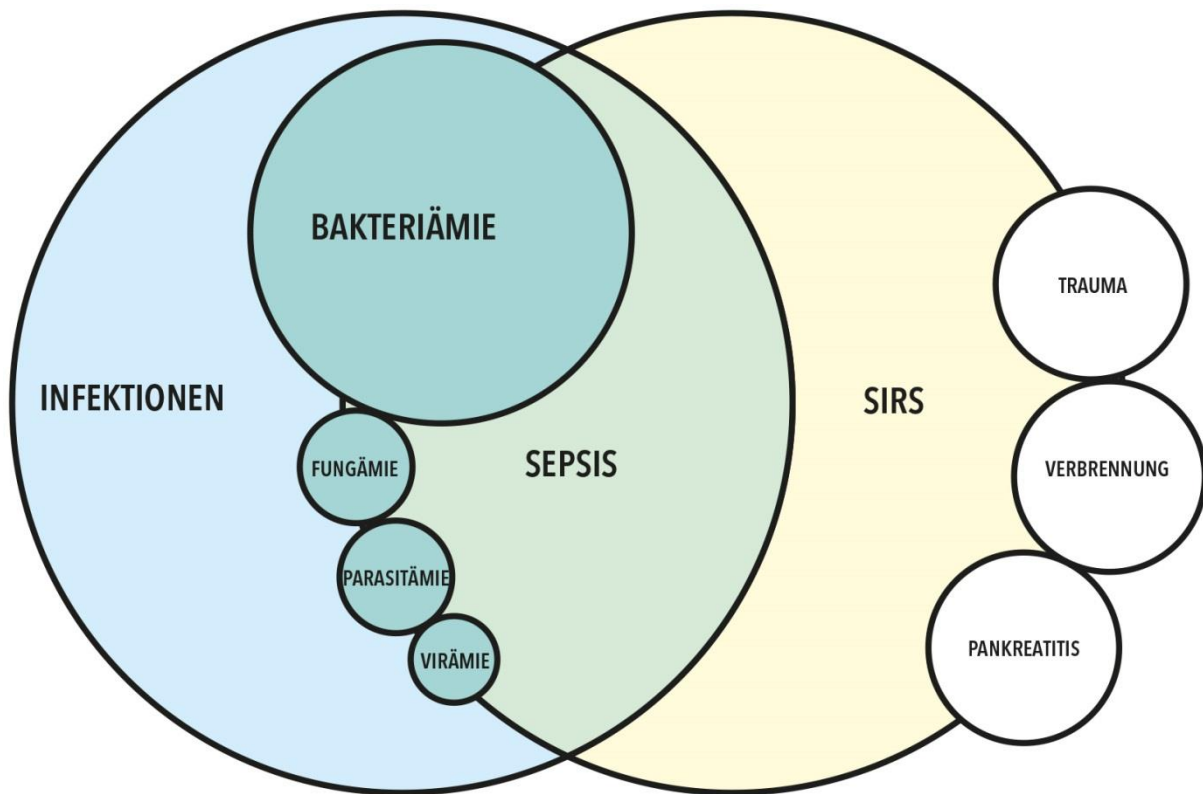 BAKTERIÄMIE
INFEKTIONEN
SEPSIS
SIRS
FUNGÄMIE
PARASITÄMIE
VIRÄMIE
TRAUMA
VERBRENNUNG
PANKREATITIS